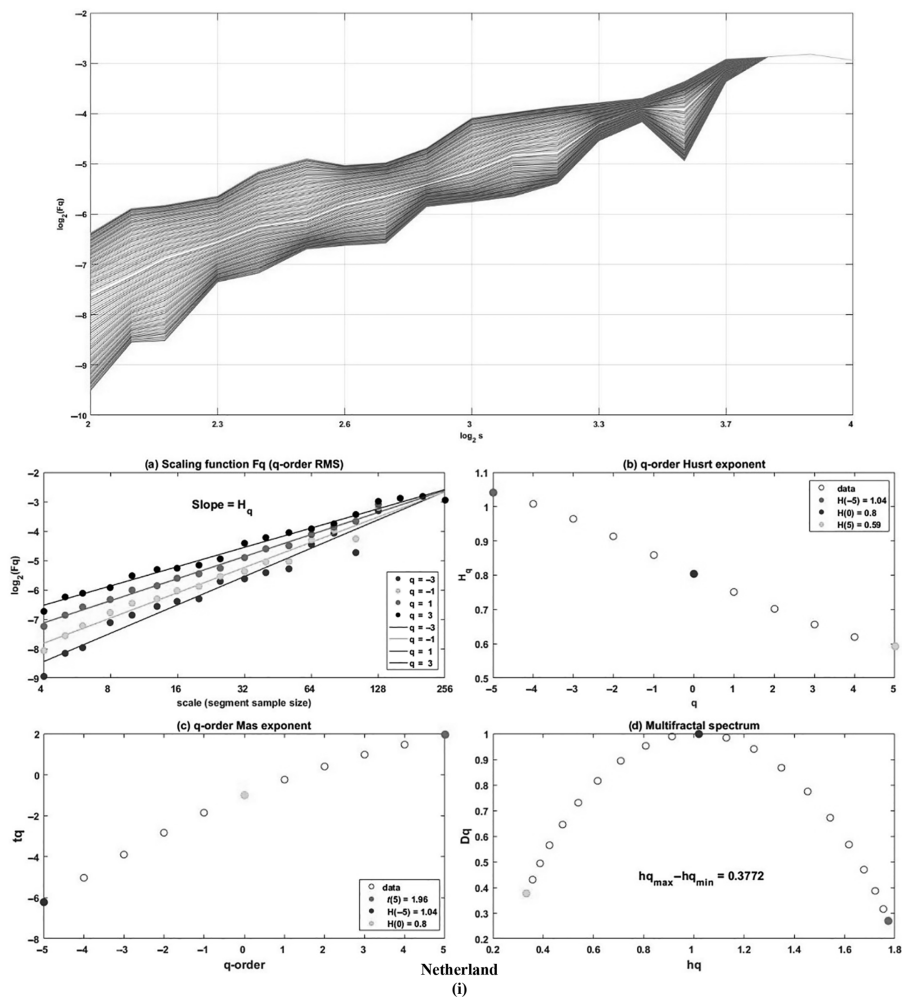 −2
−3
−4
−5
−6
−7
−8
−9
−10
log2(Fq)
2 2.3 2.6 3 3.3 3.7 4
log2 s
(a) Scaling function Fq (q-order RMS)
−2
−3
−4
−5
−6
−7
−8
−9
log2(Fq)
Slope = Hq
q = −3
q = −1
q = 1
q = 3
q = −3
q = −1
q = 1
q = 3
4 8 16 32 64 128 256
scale (segment sample size)
(b) q-order Husrt exponent
1.1
1
0.9
0.8
0.7
0.6
0.5
Hq
data
H(−5) = 1.04
H(0) = 0.8
H(5) = 0.59
−5 −4 −3 −2 −1 0 1 2 3 4 5
q
(c) q-order Mas exponent
2
0
−2
−4
−6
−8
tq
data
t(5) = 1.96
H(−5) = 1.04
H(0) = 0.8
−5 −4 −3 −2 −1 0 1 2 3 4 5
q-order
(d) Multifractal spectrum
1
0.9
0.8
0.7
0.6
0.5
0.4
0.3
0.2
Dq
hqmax−hqmin = 0.3772
0.2 0.4 0.6 0.8 1 1.2 1.4 1.6 1.8
hq
Netherland
(i)